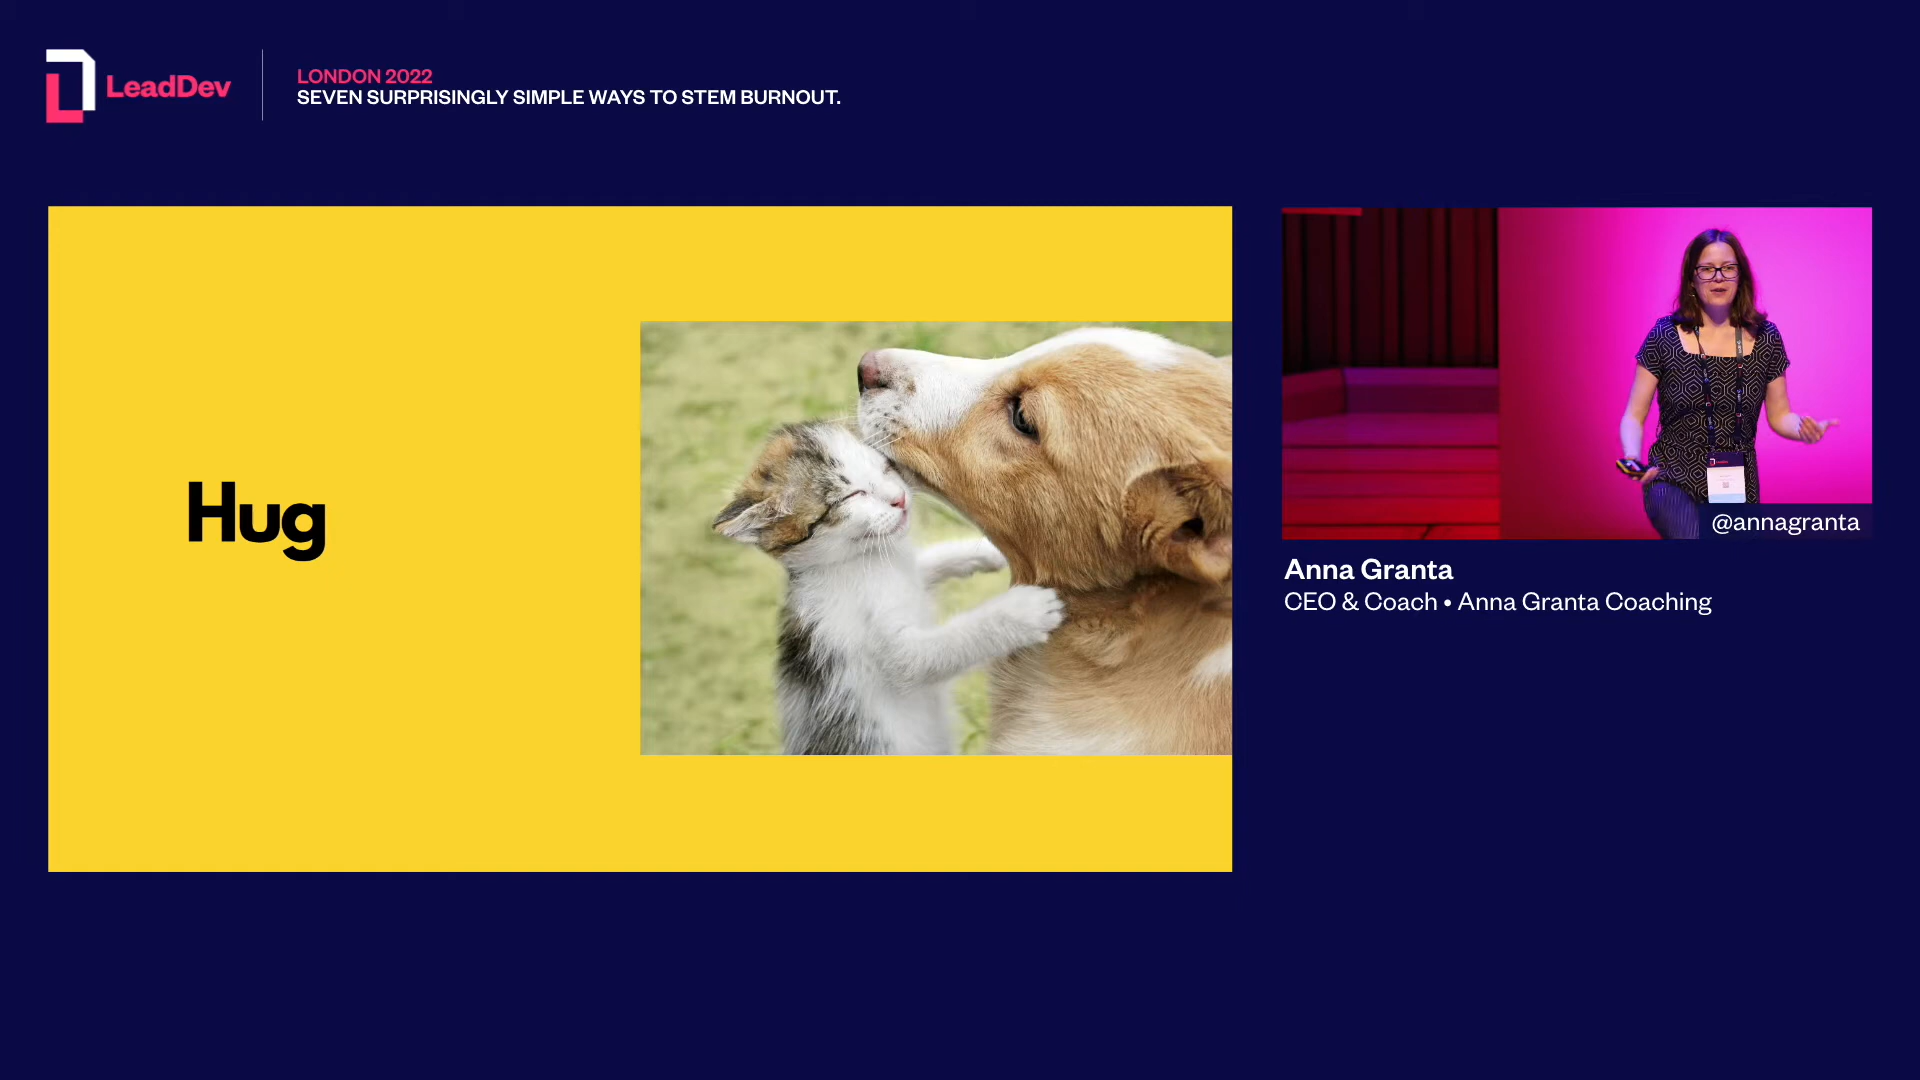 LeadDev
LONDON 2022
SEVEN SURPRISINGLY SIMPLE WAYS TO STEM BURNOUT.
Hug
@annagranta
Anna Granta
CEO & Coach • Anna Granta Coaching